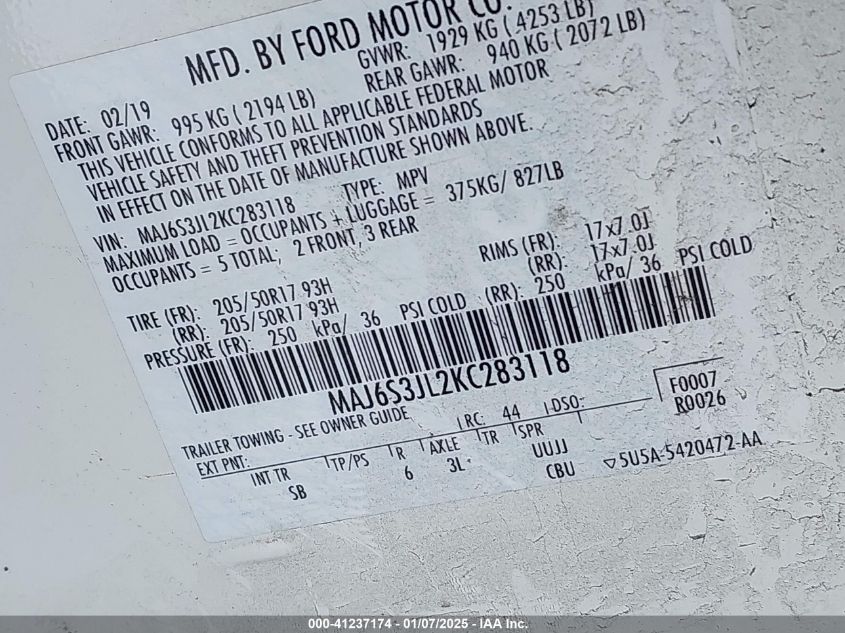 MFD. BY FORD MOTOR CO.
DATE: 02/19 GVWR: 1929 KG ( 4253 LB)
FRONT GAWR: 995 KG ( 2194 LB) REAR GAWR: 940 KG ( 2072 LB)
THIS VEHICLE CONFORMS TO ALL APPLICABLE FEDERAL MOTOR
VEHICLE SAFETY AND THEFT PREVENTION STANDARDS
IN EFFECT ON THE DATE OF MANUFACTURE SHOWN ABOVE.
VIN: MAJ6S3JL2KC283118 TYPE: MPV
MAXIMUM LOAD = OCCUPANTS + LUGGAGE = 375KG/ 827LB
OCCUPANTS = 5 TOTAL; 2 FRONT, 3 REAR
TIRE (FR): 205/50R17 93H RIMS (FR): 17x7.0J
(RR): 205/50R17 93H (RR): 17x7.0J
PRESSURE (FR): 250 kPa/ 36 PSI COLD (RR): 250 kPa/ 36 PSI COLD
MAJ6S3JL2KC283118
TRAILER TOWING - SEE OWNER GUIDE
EXT PNT: RC: 44 DSO: F0007
R0026
INT TR TP/PS R AXLE TR SPR
SB 6 3L UUJJ
CBU 5U5A-5420472-AA
000-41237174 - 01/07/2025 - IAA Inc.